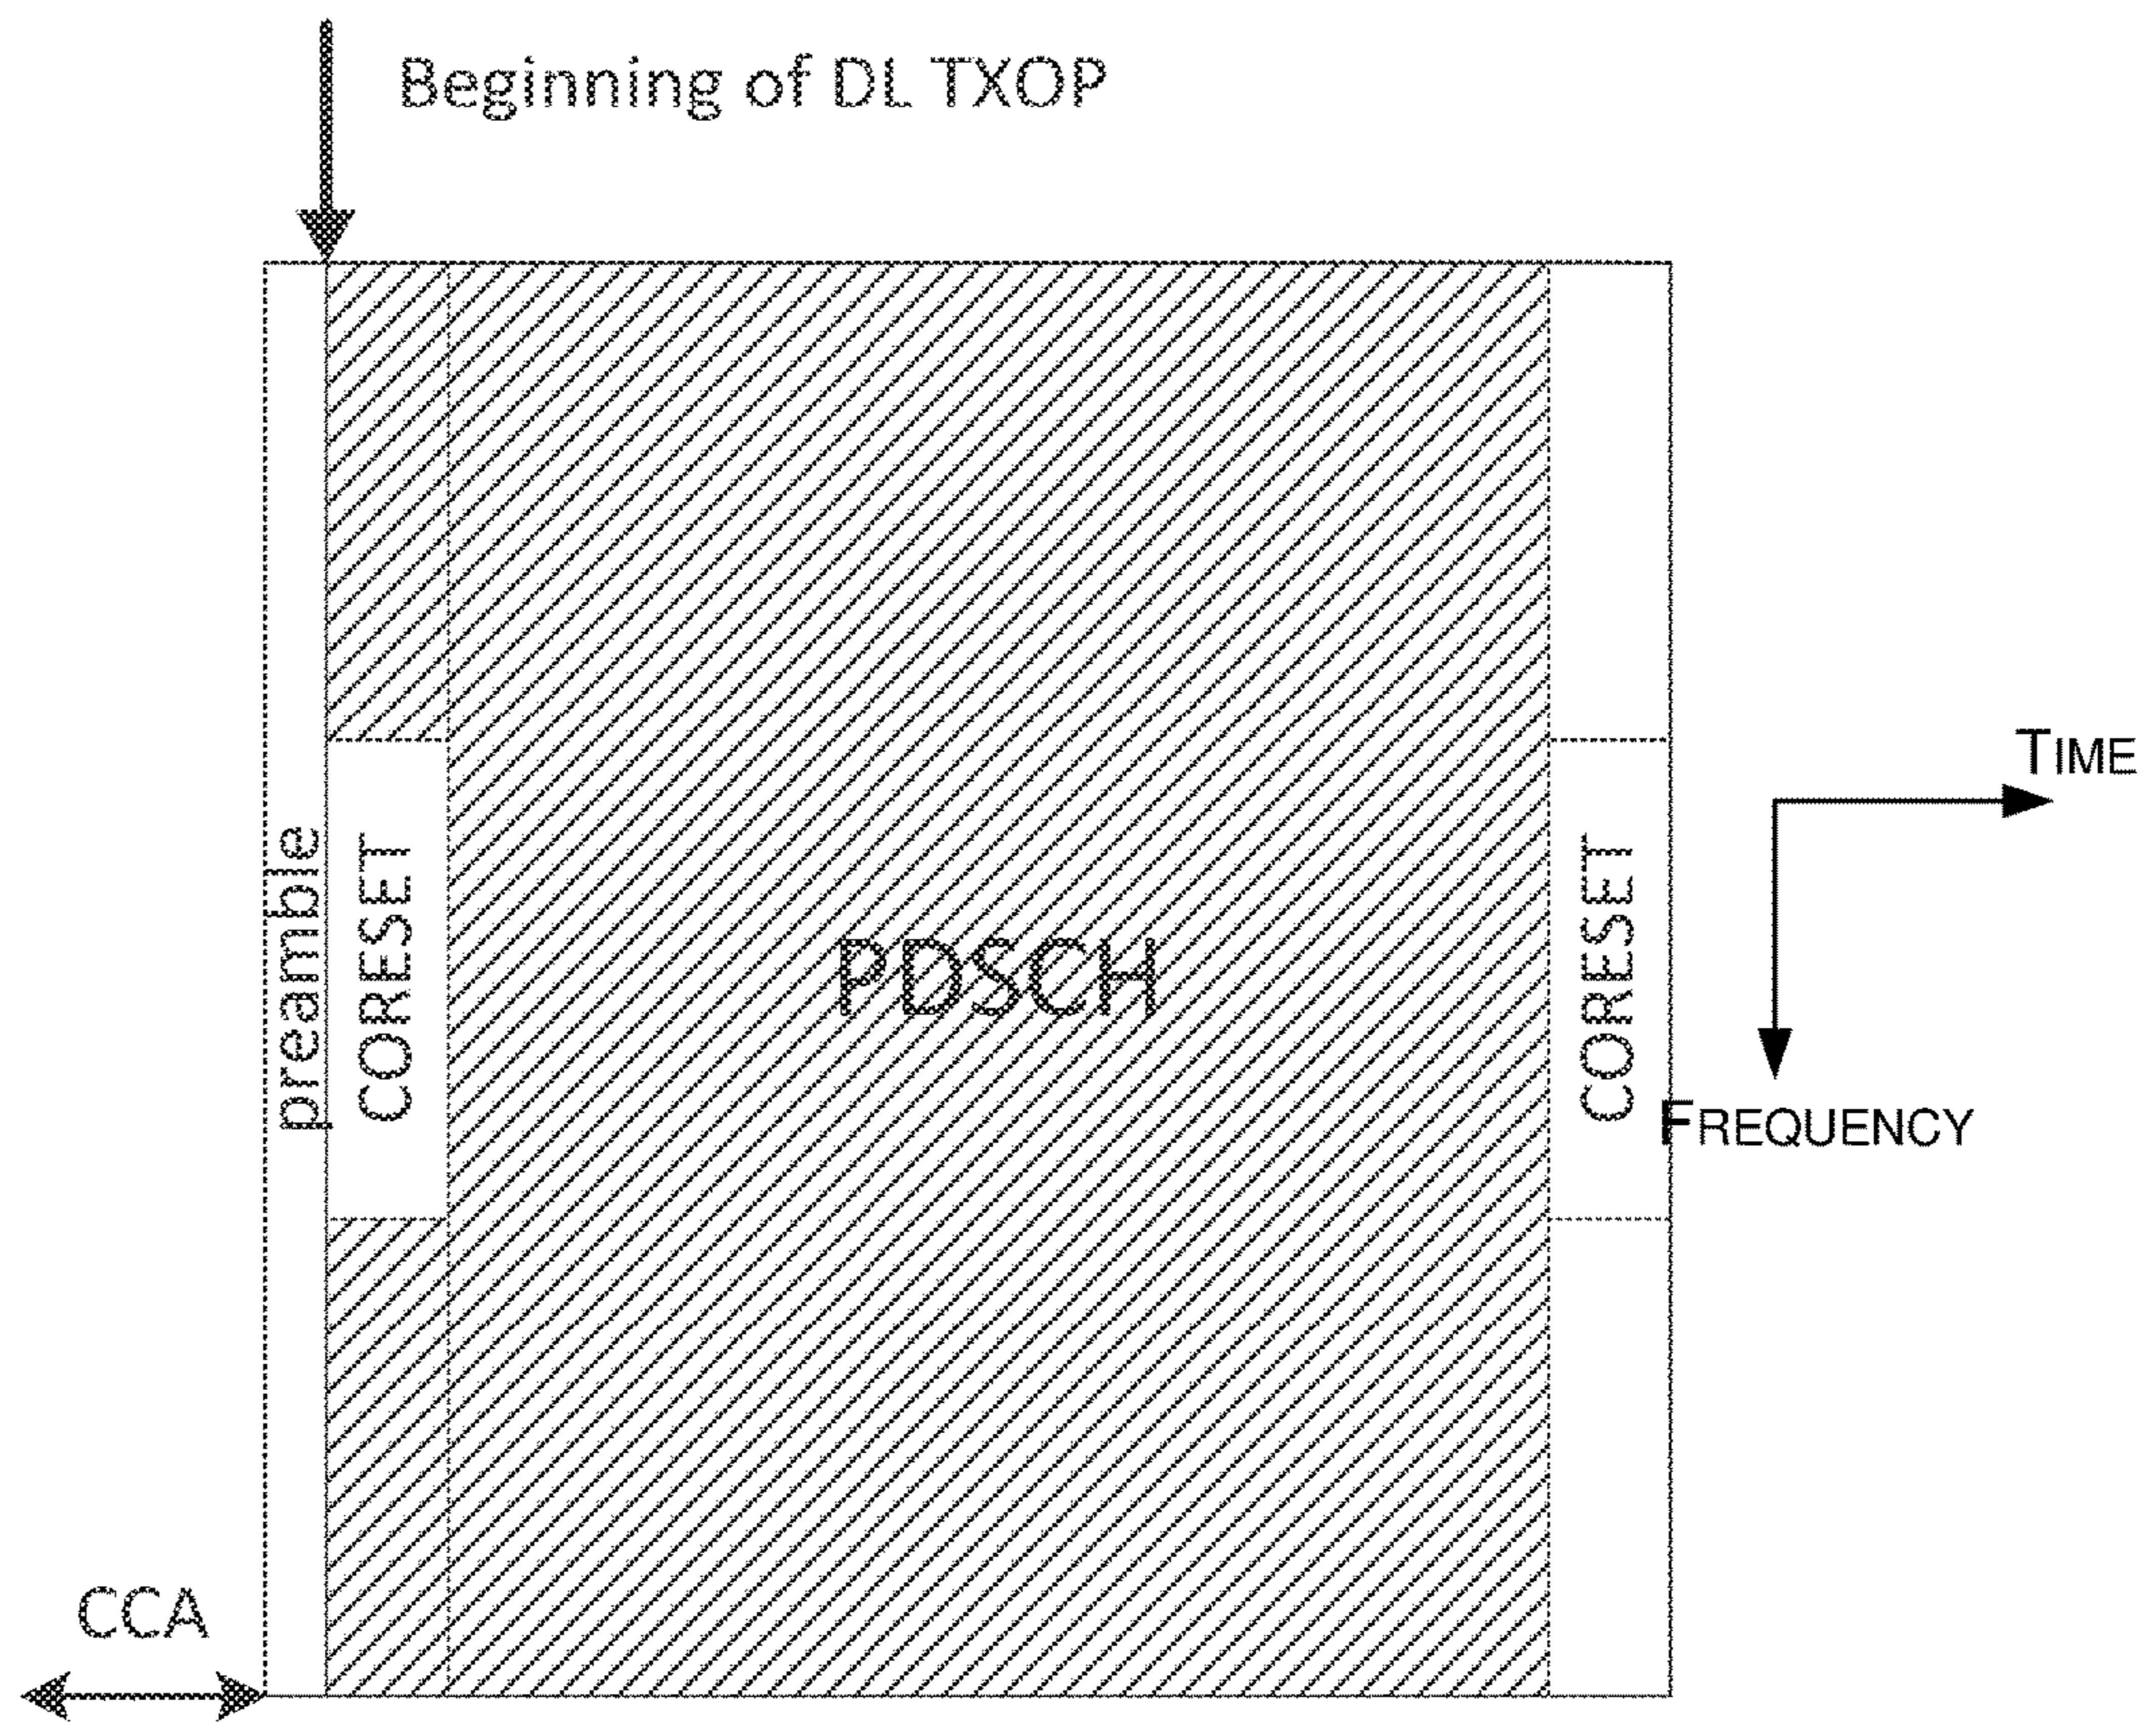 Beginning of DL TXOP
preamble
CORESET
PDSCH
CORESET
TIME
FREQUENCY
CCA